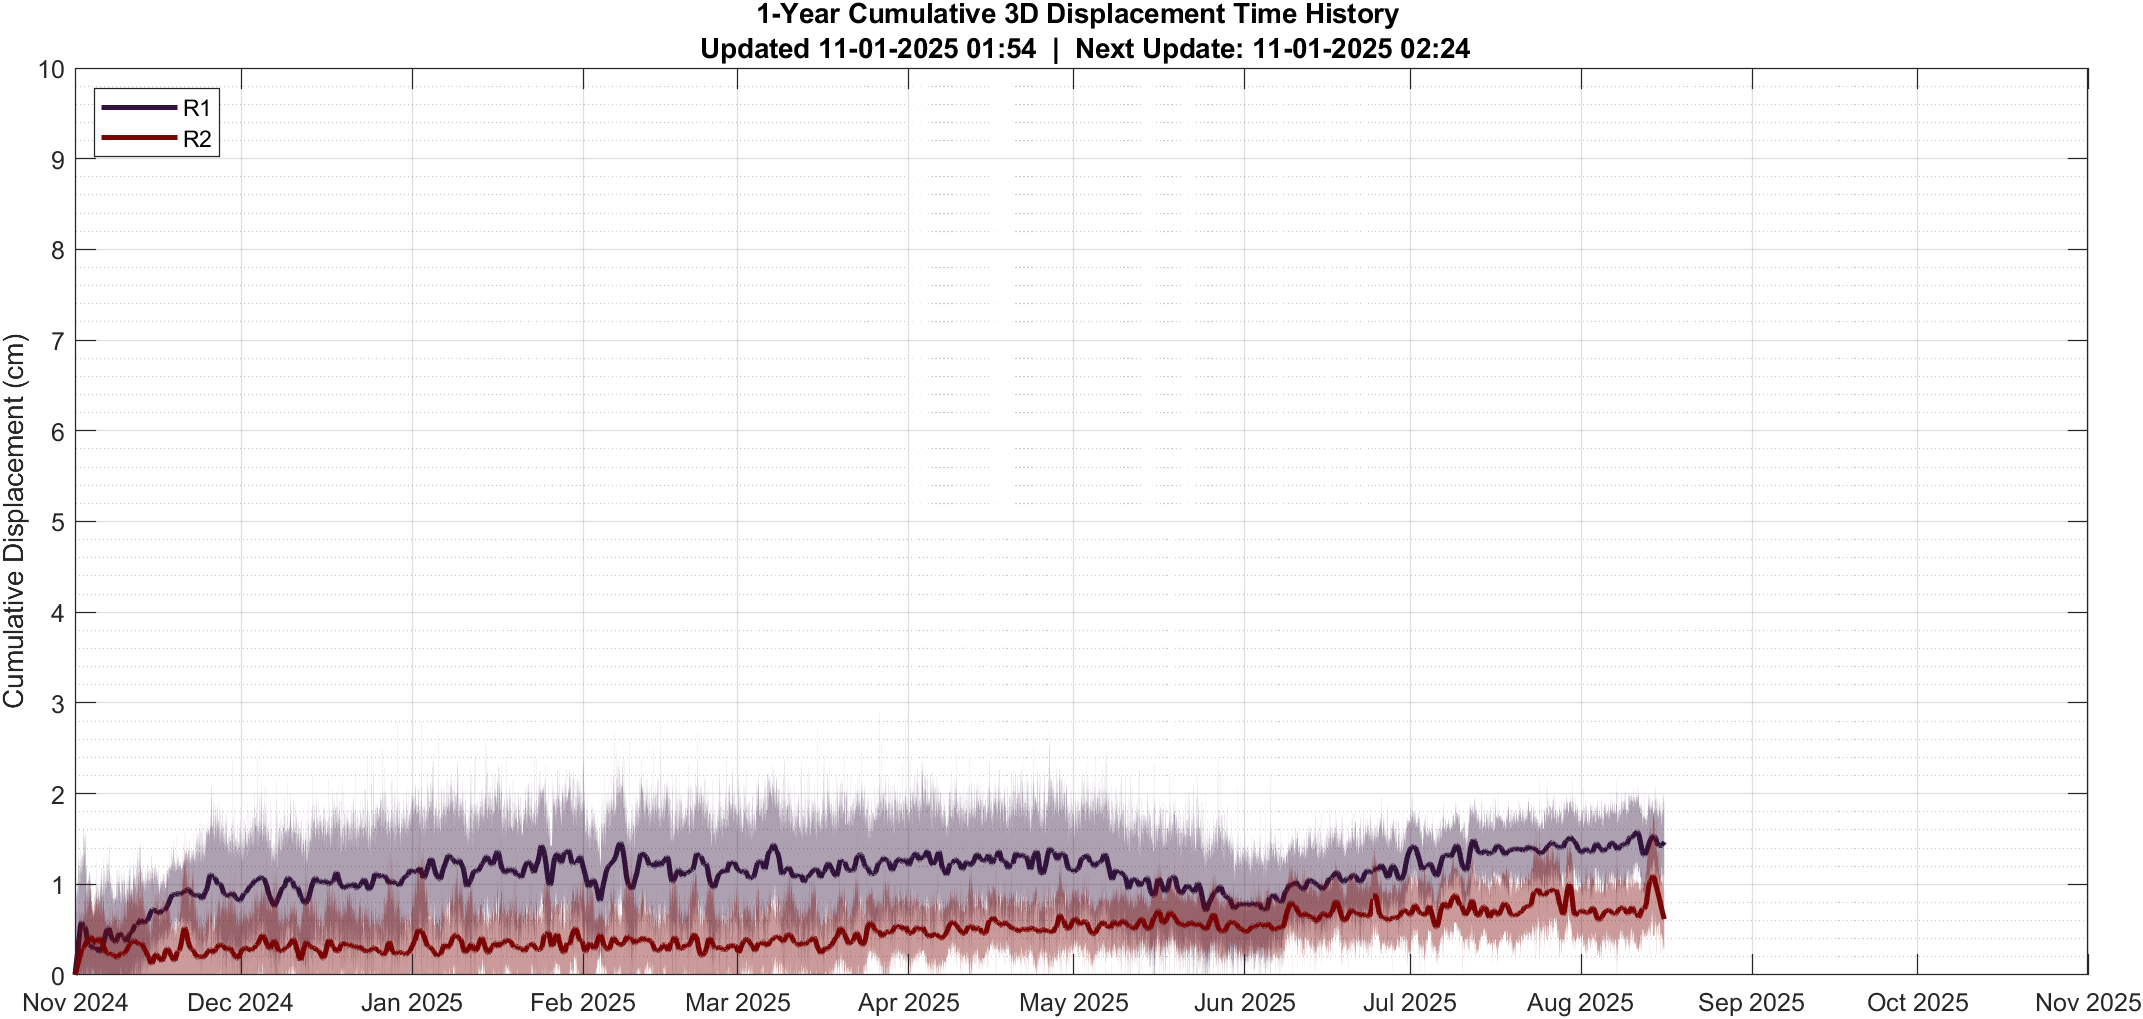 1-Year Cumulative 3D Displacement Time History
Updated 11-01-2025 01:54 | Next Update: 11-01-2025 02:24
R1
R2
Cumulative Displacement (cm)
10
9
8
7
6
5
4
3
2
1
0
Nov 2024 Dec 2024 Jan 2025 Feb 2025 Mar 2025 Apr 2025 May 2025 Jun 2025 Jul 2025 Aug 2025 Sep 2025 Oct 2025 Nov 2025